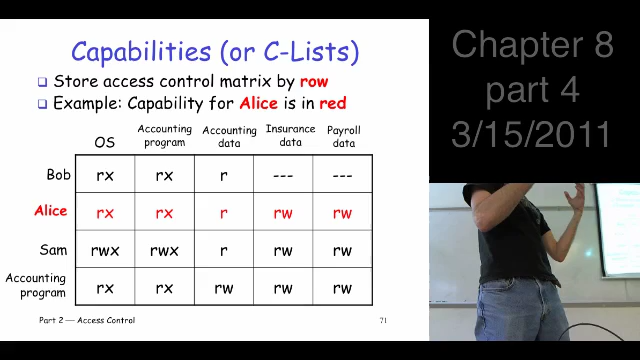 Capabilities (or C-Lists)
Store access control matrix by row
Example: Capability for Alice is in red
OS Accounting program Accounting data Insurance data Payroll data
Bob rx rx r --- ---
Alice rx rx r rw rw
Sam rwx rwx r rw rw
Accounting program rx rx rw rw rw
Part 2 — Access Control 71
Chapter 8
part 4
3/15/2011